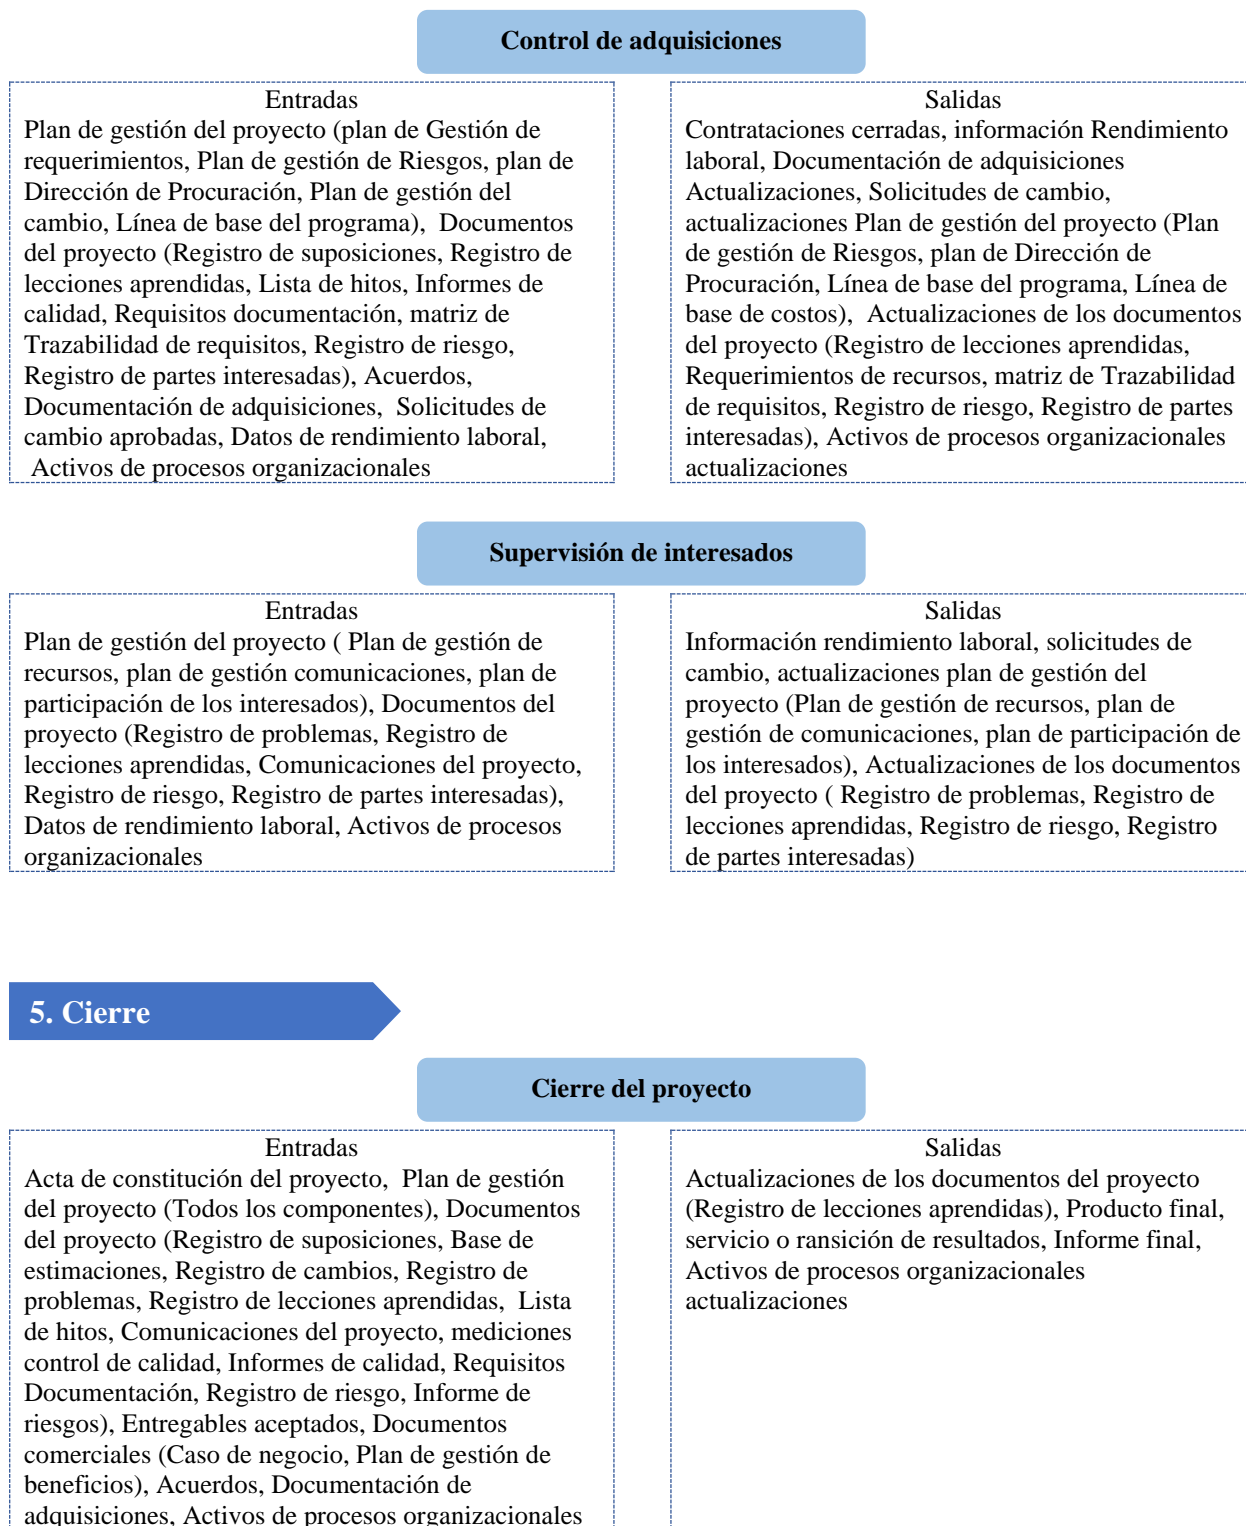 Control de adquisiciones
Entradas
Plan de gestión del proyecto (plan de Gestión de
requerimientos, Plan de gestión de Riesgos, plan de
Dirección de Procuración, Plan de gestión del
cambio, Línea de base del programa),  Documentos
del proyecto (Registro de suposiciones, Registro de
lecciones aprendidas, Lista de hitos, Informes de
calidad, Requisitos documentación, matriz de
Trazabilidad de requisitos, Registro de riesgo,
Registro de partes interesadas), Acuerdos,
Documentación de adquisiciones,  Solicitudes de
cambio aprobadas, Datos de rendimiento laboral,
Activos de procesos organizacionales
Salidas
Contrataciones cerradas, información Rendimiento
laboral, Documentación de adquisiciones
Actualizaciones, Solicitudes de cambio,
actualizaciones Plan de gestión del proyecto (Plan
de gestión de Riesgos, plan de Dirección de
Procuración, Línea de base del programa, Línea de
base de costos),  Actualizaciones de los documentos
del proyecto (Registro de lecciones aprendidas,
Requerimientos de recursos, matriz de Trazabilidad
de requisitos, Registro de riesgo, Registro de partes
interesadas), Activos de procesos organizacionales
actualizaciones
Supervisión de interesados
Entradas
Plan de gestión del proyecto ( Plan de gestión de
recursos, plan de gestión comunicaciones, plan de
participación de los interesados), Documentos del
proyecto (Registro de problemas, Registro de
lecciones aprendidas, Comunicaciones del proyecto,
Registro de riesgo, Registro de partes interesadas),
Datos de rendimiento laboral, Activos de procesos
organizacionales
Salidas
Información rendimiento laboral, solicitudes de
cambio, actualizaciones plan de gestión del
proyecto (Plan de gestión de recursos, plan de
gestión de comunicaciones, plan de participación de
los interesados), Actualizaciones de los documentos
del proyecto ( Registro de problemas, Registro de
lecciones aprendidas, Registro de riesgo, Registro
de partes interesadas)
5. Cierre
Cierre del proyecto
Entradas
Acta de constitución del proyecto,  Plan de gestión
del proyecto (Todos los componentes), Documentos
del proyecto (Registro de suposiciones, Base de
estimaciones, Registro de cambios, Registro de
problemas, Registro de lecciones aprendidas,  Lista
de hitos, Comunicaciones del proyecto, mediciones
control de calidad, Informes de calidad, Requisitos
Documentación, Registro de riesgo, Informe de
riesgos), Entregables aceptados, Documentos
comerciales (Caso de negocio, Plan de gestión de
beneficios), Acuerdos, Documentación de
adquisiciones, Activos de procesos organizacionales
Salidas
Actualizaciones de los documentos del proyecto
(Registro de lecciones aprendidas), Producto final,
servicio o ransición de resultados, Informe final,
Activos de procesos organizacionales
actualizaciones